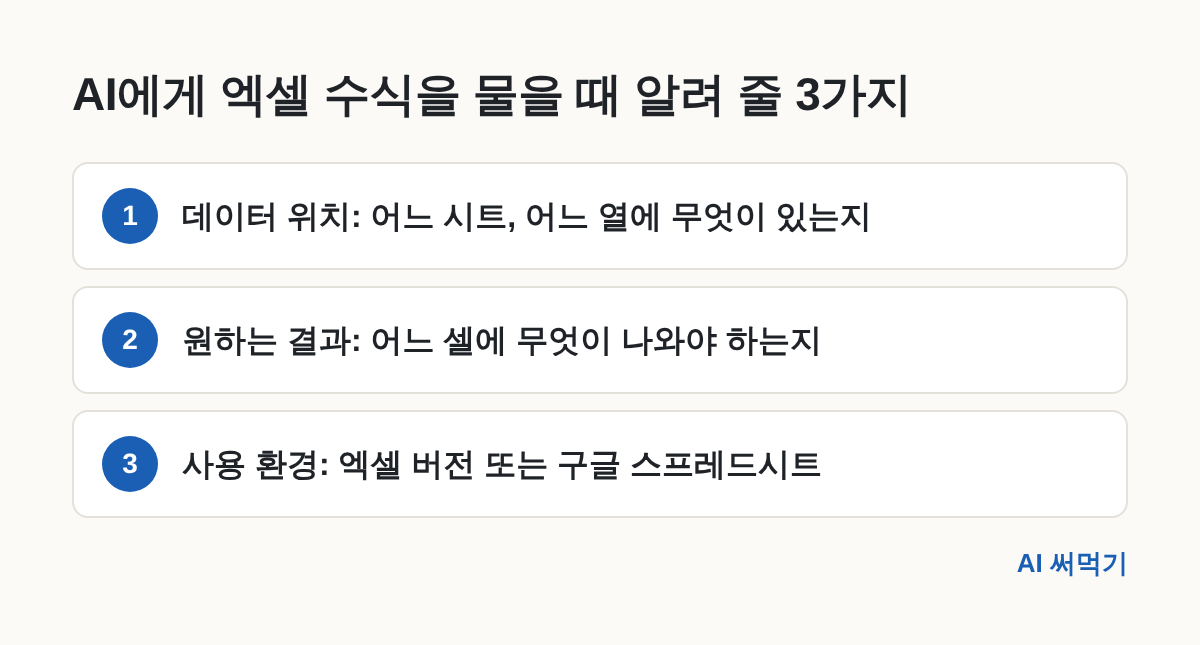 AI에게 엑셀 수식을 물을 때 알려 줄 3가지
1 데이터 위치: 어느 시트, 어느 열에 무엇이 있는지
2 원하는 결과: 어느 셀에 무엇이 나와야 하는지
3 사용 환경: 엑셀 버전 또는 구글 스프레드시트
AI 써먹기